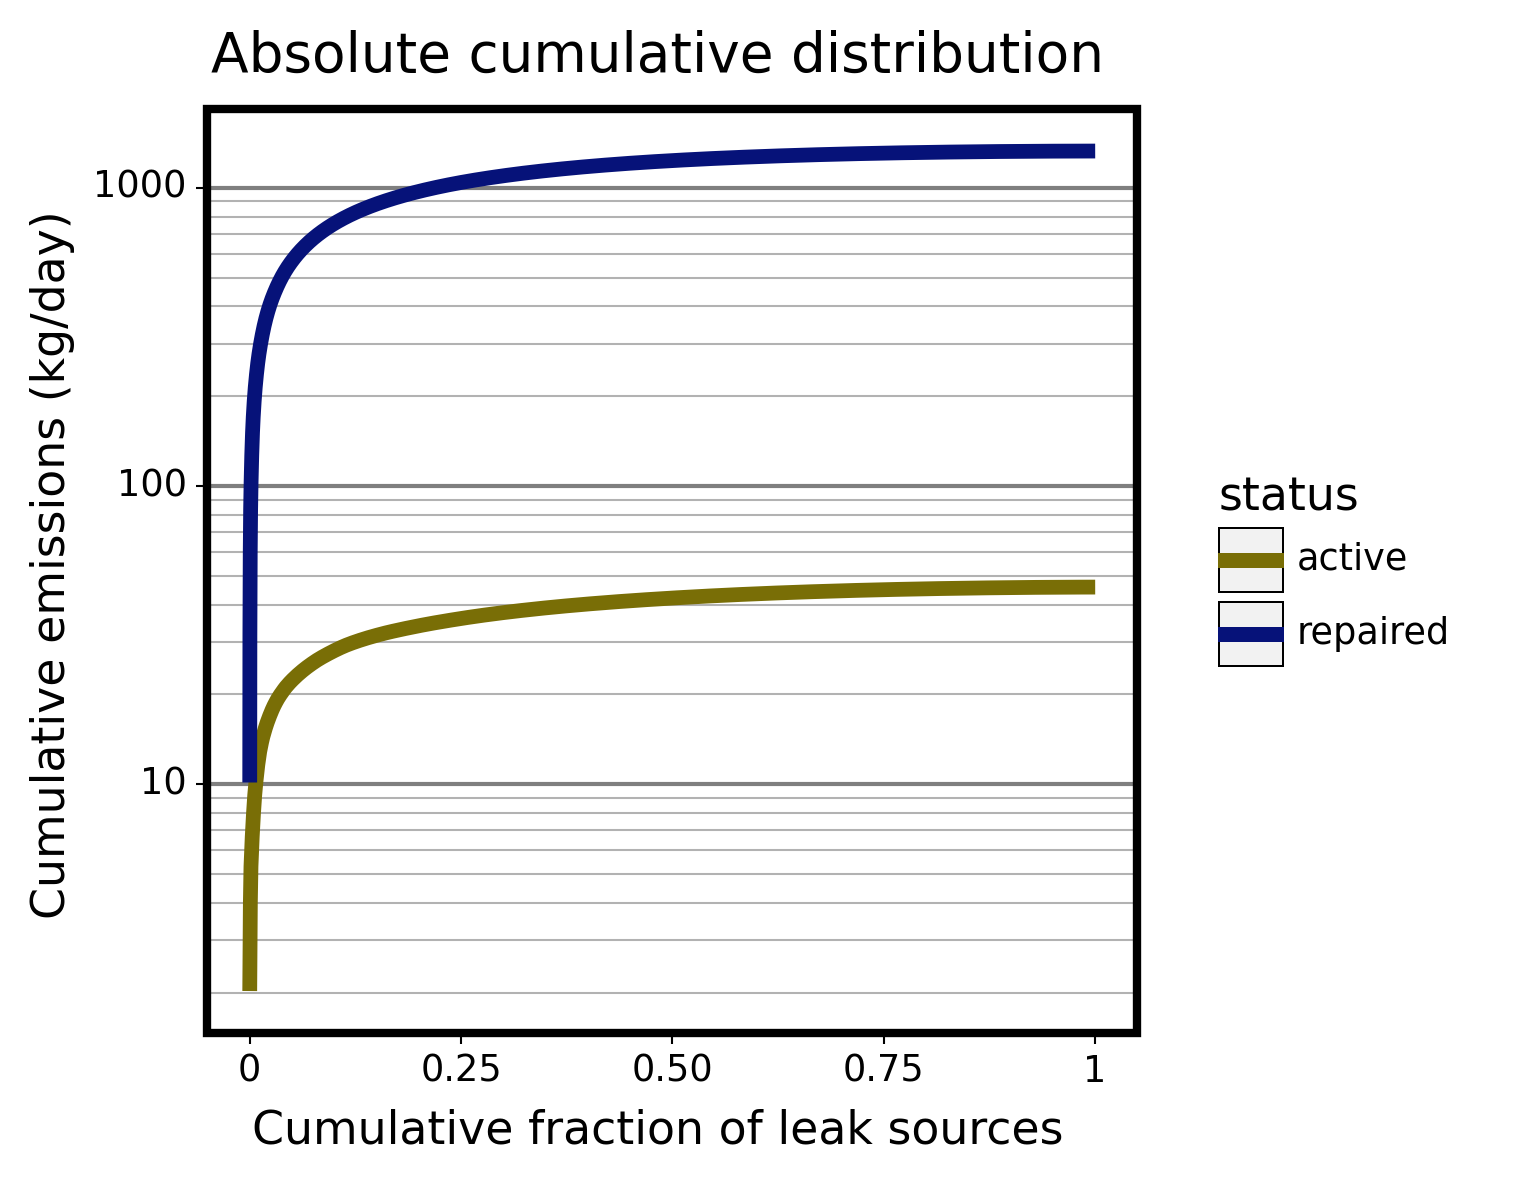 Absolute cumulative distribution
Cumulative emissions (kg/day)
1000
100
10
0
0.25
0.50
0.75
1
Cumulative fraction of leak sources
status
active
repaired